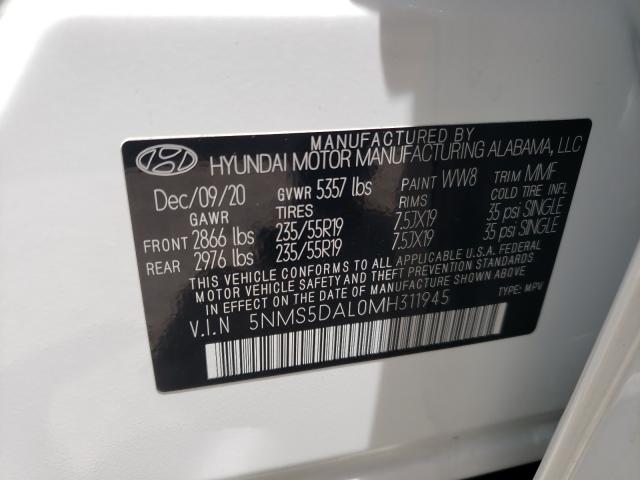 MANUFACTURED BY
HYUNDAI MOTOR MANUFACTURING ALABAMA, LLC
Dec/09/20 GVWR 5357 lbs PAINT WW8 TRIM MMF
GAWR TIRES RIMS COLD TIRE INFL
FRONT 2866 lbs 235/55R19 7.5JX19 35 psi SINGLE
REAR 2976 lbs 235/55R19 7.5JX19 35 psi SINGLE
THIS VEHICLE CONFORMS TO ALL APPLICABLE U.S.A. FEDERAL
MOTOR VEHICLE SAFETY AND BUMPER STANDARDS
IN EFFECT ON THE DATE OF MANUFACTURE SHOWN ABOVE.
V.I.N 5NMS5DAL0MH311945 TYPE: MPV